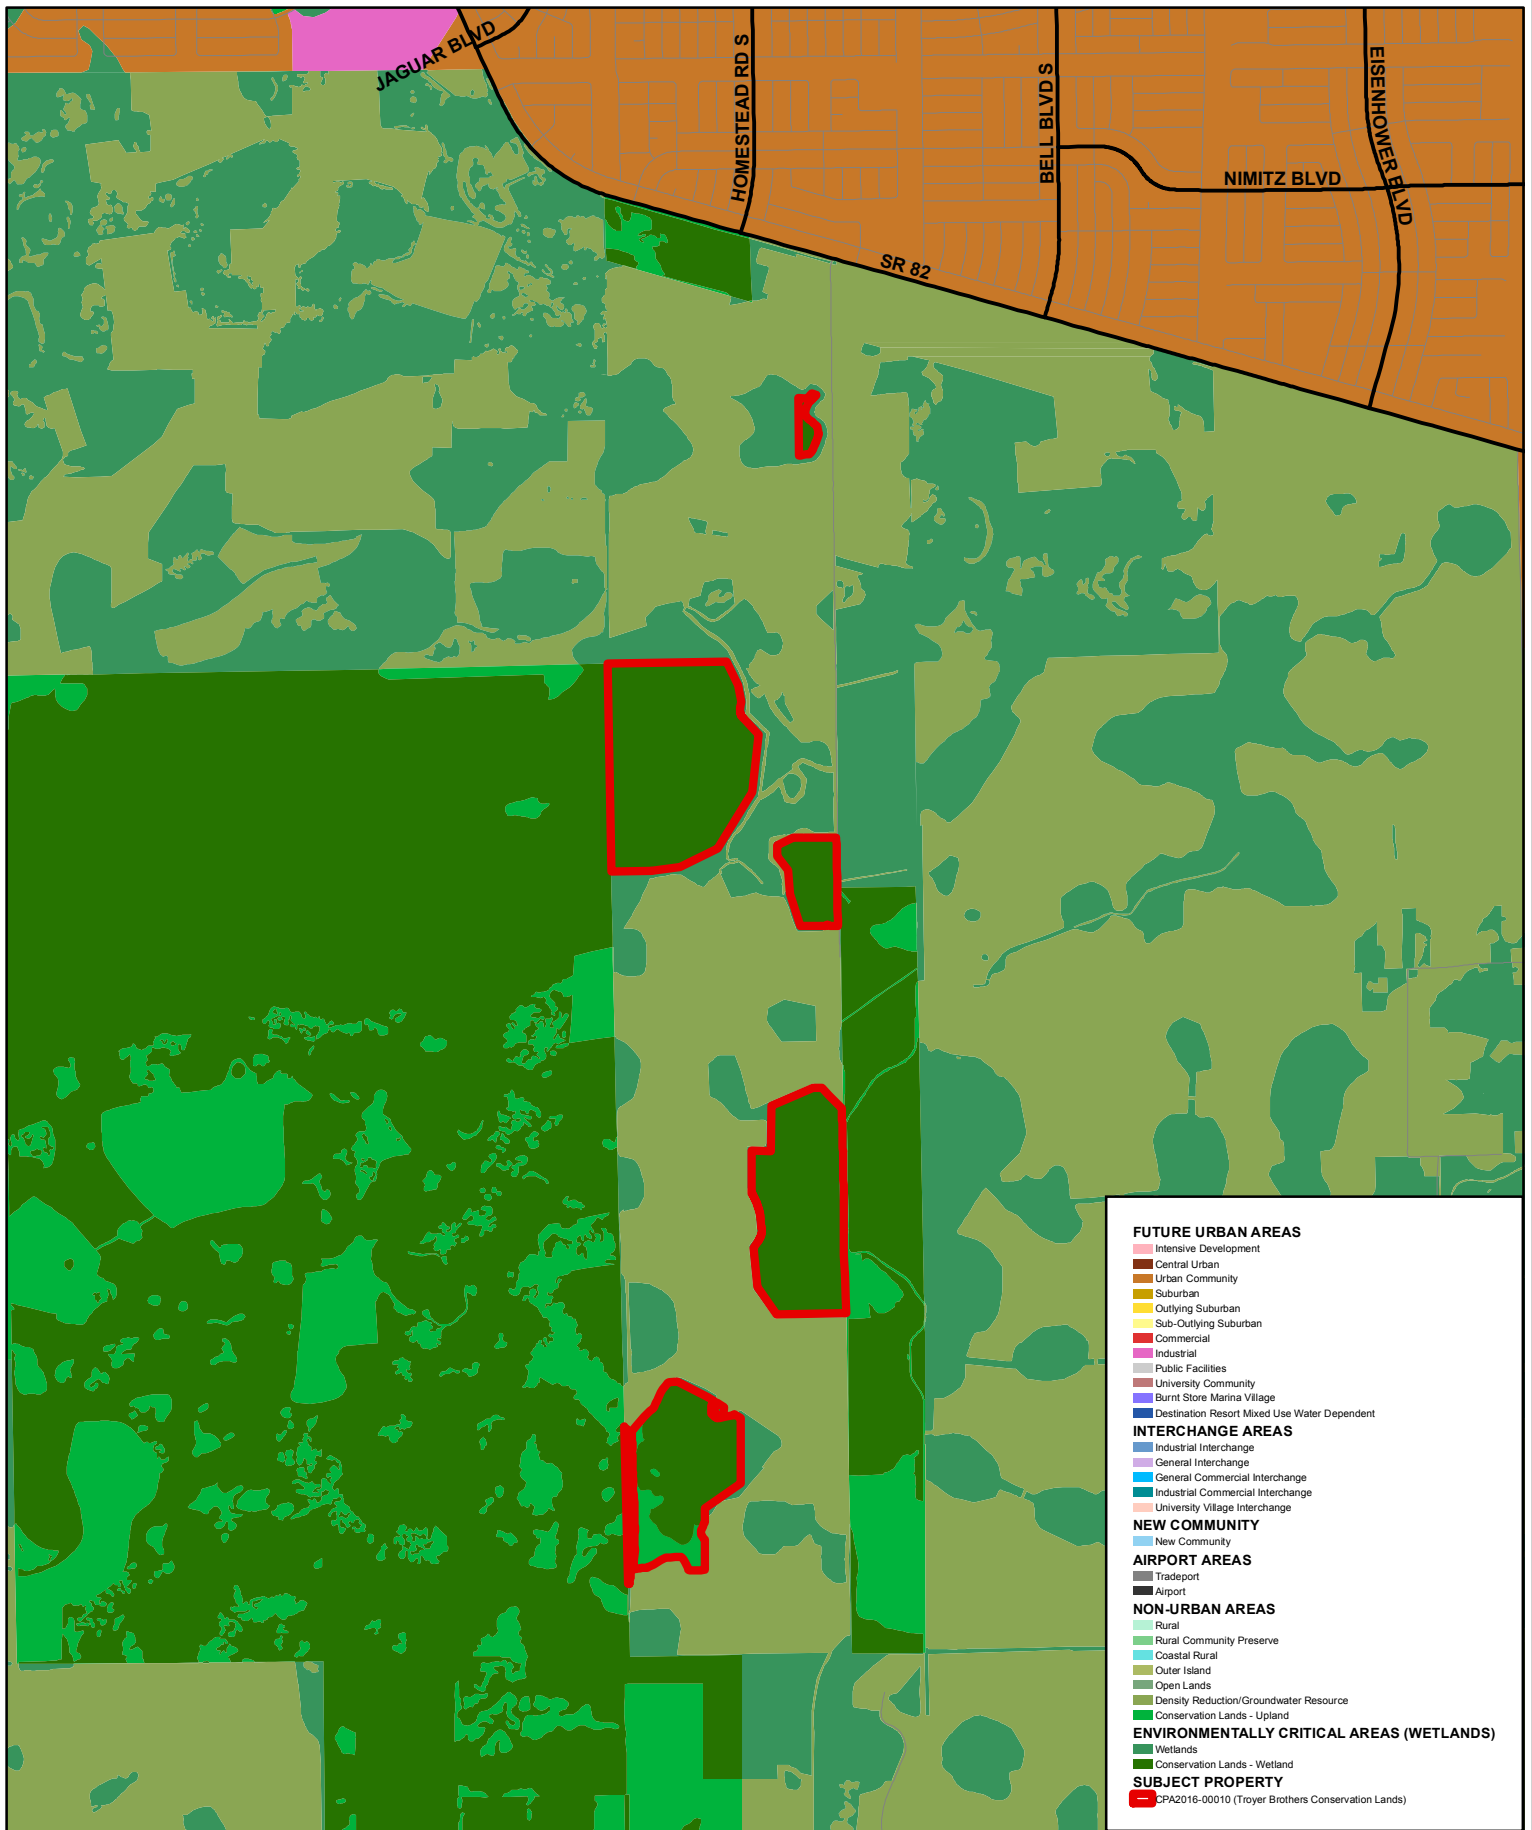 JAGUAR BLVD
HOMESTEAD RD S
BELL BLVD S
EISENHOWER BLVD
NIMITZ BLVD
SR 82
FUTURE URBAN AREAS
Intensive Development
Central Urban
Urban Community
Suburban
Outlying Suburban
Sub-Outlying Suburban
Commercial
Industrial
Public Facilities
University Community
Burnt Store Marina Village
Destination Resort Mixed Use Water Dependent
INTERCHANGE AREAS
Industrial Interchange
General Interchange
General Commercial Interchange
Industrial Commercial Interchange
University Village Interchange
NEW COMMUNITY
New Community
AIRPORT AREAS
Tradeport
Airport
NON-URBAN AREAS
Rural
Rural Community Preserve
Coastal Rural
Outer Island
Open Lands
Density Reduction/Groundwater Resource
Conservation Lands - Upland
ENVIRONMENTALLY CRITICAL AREAS (WETLANDS)
Wetlands
Conservation Lands - Wetland
SUBJECT PROPERTY
CPA2016-00010 (Troyer Brothers Conservation Lands)